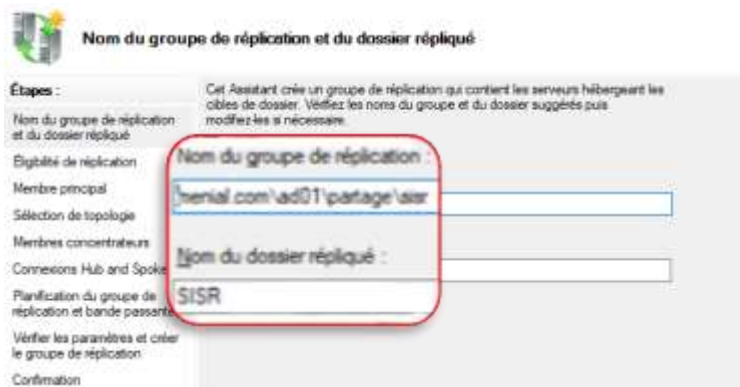 Nom du groupe de réplication et du dossier répliqué
Étapes :
Nom du groupe de réplication
et du dossier répliqué
Éligibilité de réplication
Membre principal
Sélection de topologie
Membres concentrateurs
Connexions Hub and Spoke
Planification du groupe de
réplication et bande passante
Vérifier les paramètres et créer
le groupe de réplication
Confirmation
Cet Assistant crée un groupe de réplication qui contient les serveurs hébergeant les
cibles de dossier. Vérifiez les noms du groupe et du dossier suggérés puis
modifiez-les si nécessaire.
Nom du groupe de réplication :
menial.com\ad01\partage\sisr
Nom du dossier répliqué :
SISR